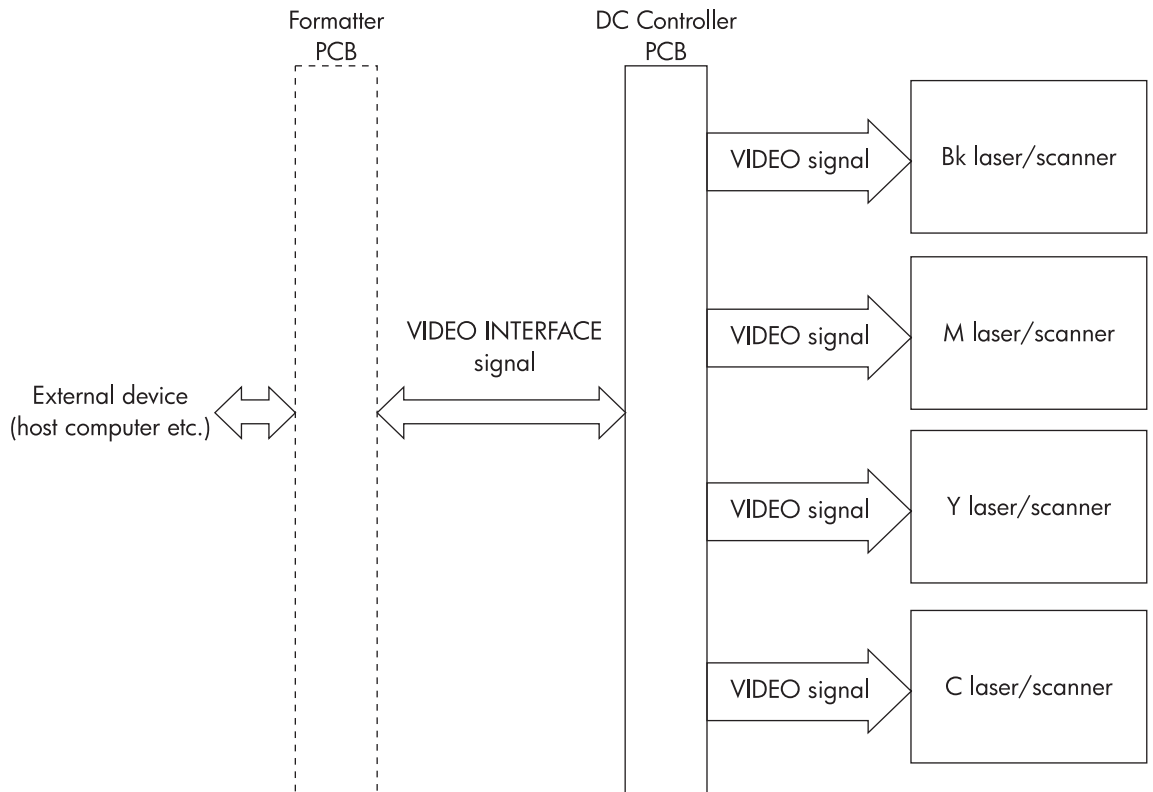 Formatter
PCB
DC Controller
PCB
VIDEO signal
Bk laser/scanner
VIDEO signal
M laser/scanner
VIDEO INTERFACE
signal
External device
(host computer etc.)
VIDEO signal
Y laser/scanner
VIDEO signal
C laser/scanner